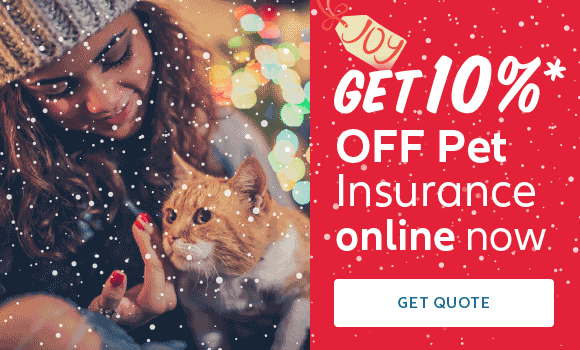 JOY
GET 10%*
OFF Pet
Insurance
online now
GET QUOTE